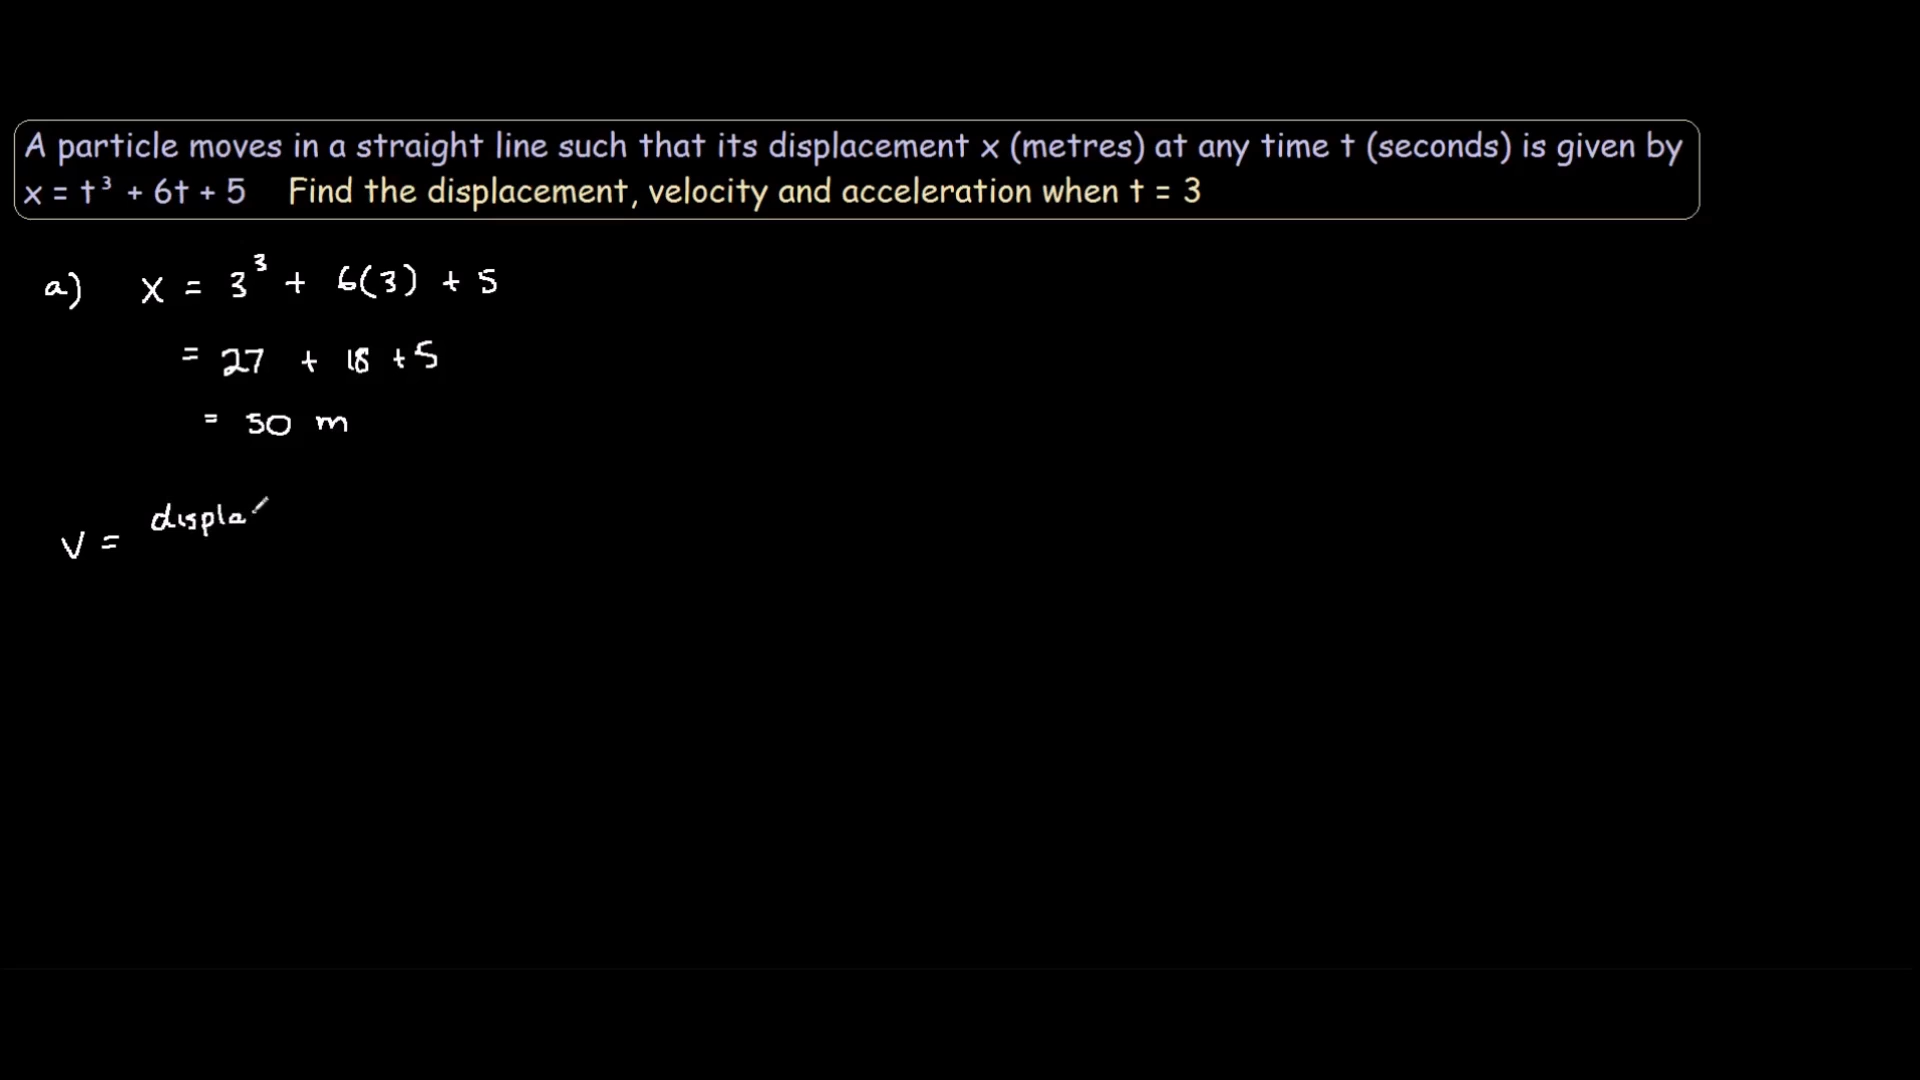 A particle moves in a straight line such that its displacement x (metres) at any time t (seconds) is given by
x = t³ + 6t + 5 Find the displacement, velocity and acceleration when t = 3
a) x = 3³ + 6(3) + 5
= 27 + 18 + 5
= 50 m
v = displa